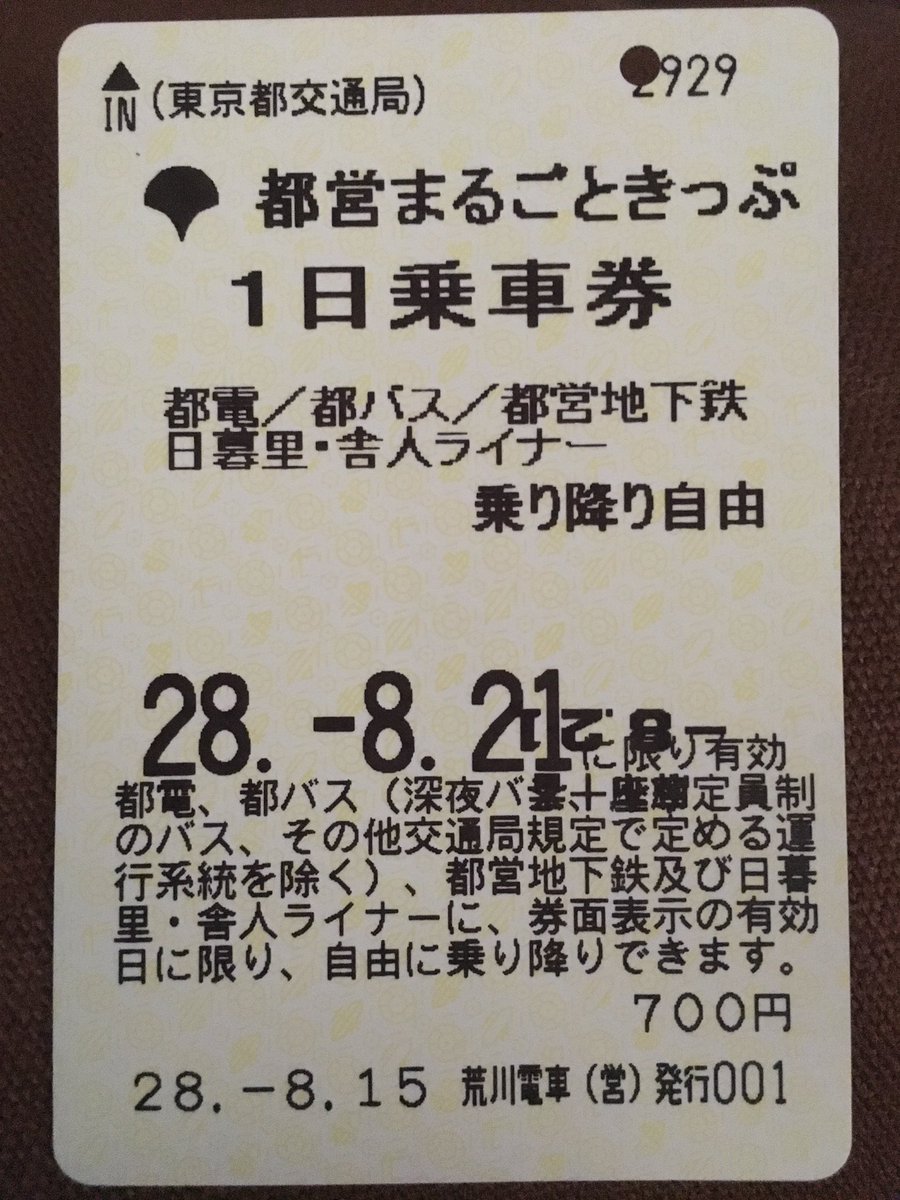 IN (東京都交通局) 2929
都営まるごときっぷ
1日乗車券
都電／都バス／都営地下鉄
日暮里・舎人ライナー
乗り降り自由
28.-8.21 に限り有効
都電、都バス（深夜バス、座席定員制
のバス、その他交通局規定で定める運
行系統を除く）、都営地下鉄及び日暮
里・舎人ライナーに、券面表示の有効
日に限り、自由に乗り降りできます。
700円
28.-8.15 荒川電車（営）発行001